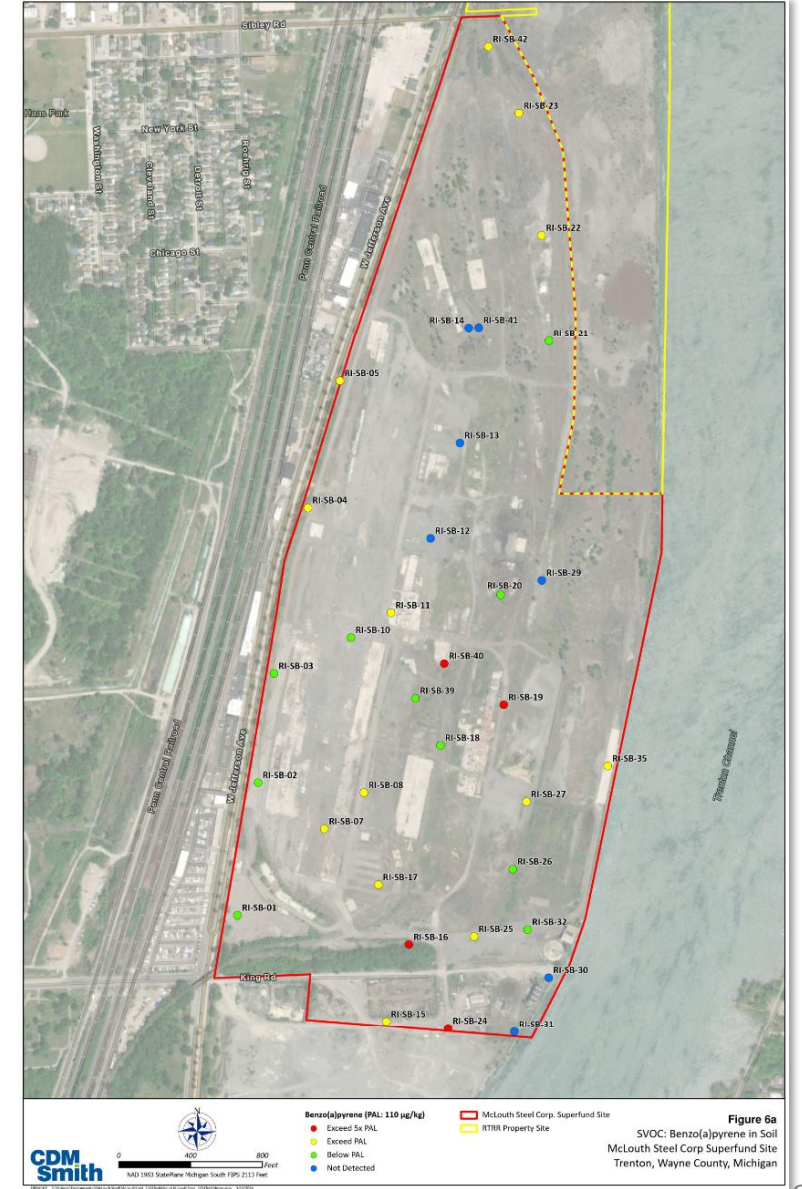 Sibley Rd
RI-SB-42
Haas Park
RI-SB-23
New York St
Washington St
Cleveland St
Detroit St
Roehrig St
Penn Central Railroad
W Jefferson Ave
RI-SB-22
Chicago St
RI-SB-14
RI-SB-41
RI-SB-21
RI-SB-05
RI-SB-13
RI-SB-04
RI-SB-12
RI-SB-29
RI-SB-20
RI-SB-11
RI-SB-10
RI-SB-40
RI-SB-03
RI-SB-39
RI-SB-19
RI-SB-18
Penn Central Railroad
W Jefferson Ave
RI-SB-35
Trenton Channel
RI-SB-02
RI-SB-08
RI-SB-27
RI-SB-07
RI-SB-26
RI-SB-17
RI-SB-01
RI-SB-32
RI-SB-16
RI-SB-25
King Rd
RI-SB-30
RI-SB-15
RI-SB-24
RI-SB-31
N
CDM
Smith
0 400 800
Feet
NAD 1983 StatePlane Michigan South FIPS 2113 Feet
Benzo(a)pyrene (PAL: 110 µg/kg)
Exceed 5x PAL
Exceed PAL
Below PAL
Not Detected
McLouth Steel Corp. Superfund Site
RTRR Property Site
Figure 6a
SVOC: Benzo(a)pyrene in Soil
McLouth Steel Corp Superfund Site
Trenton, Wayne County, Michigan